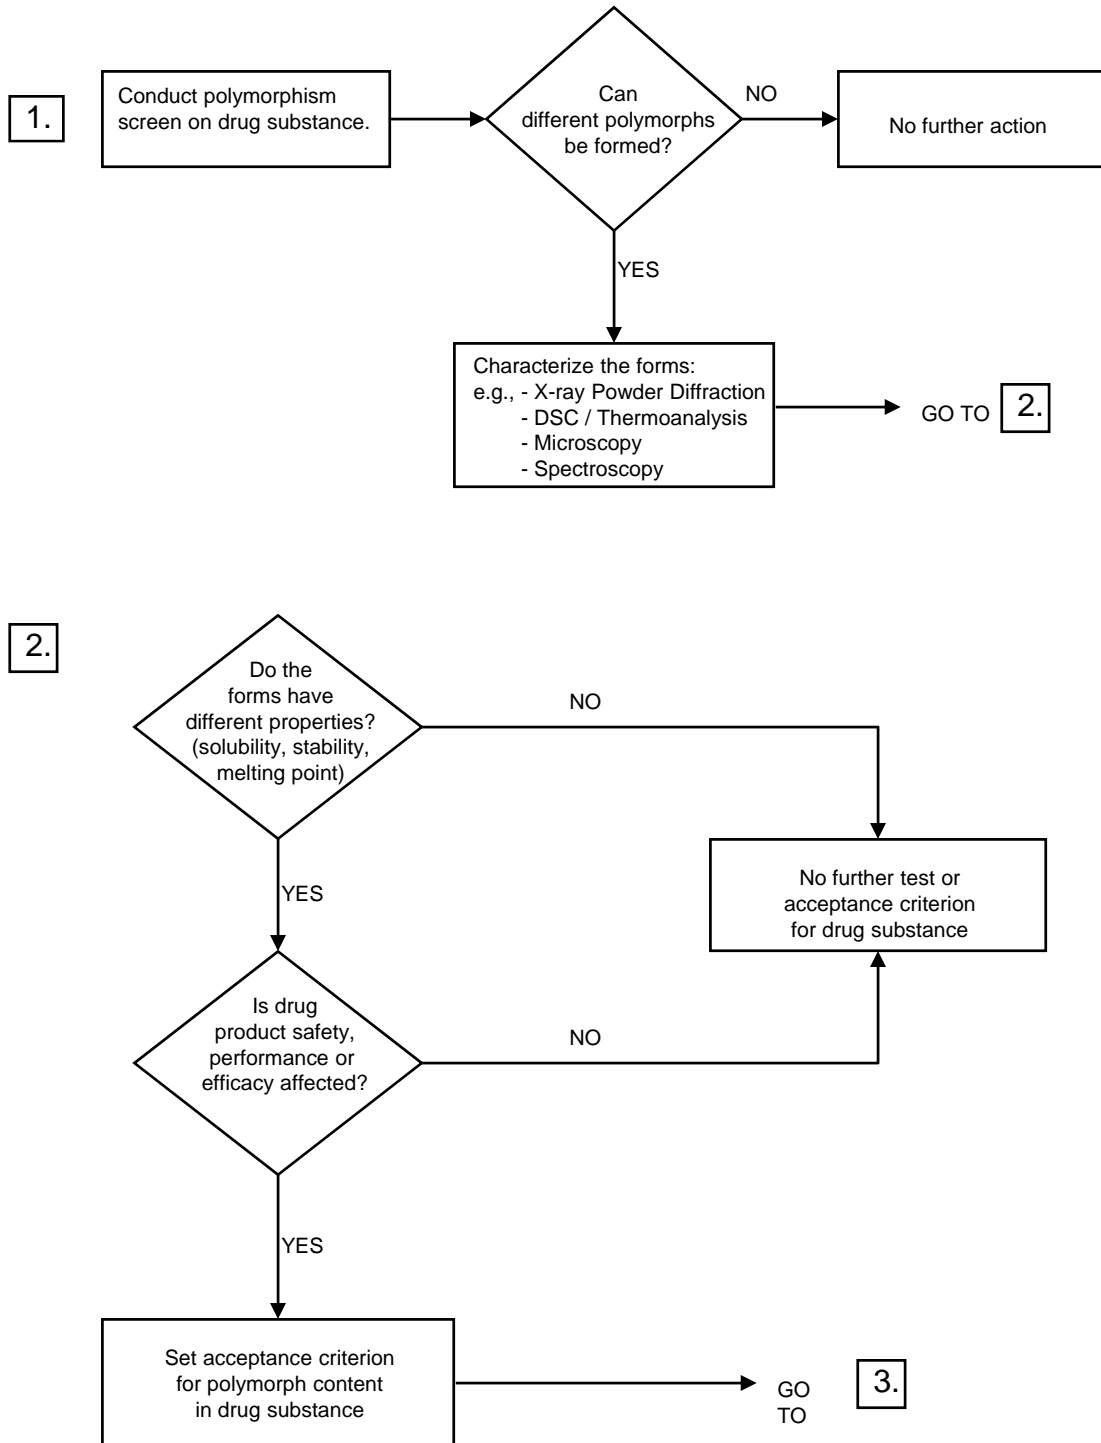 1.
Conduct polymorphism
screen on drug substance.
Can
different polymorphs
be formed?
NO
No further action
YES
Characterize the forms:
e.g., - X-ray Powder Diffraction
- DSC / Thermoanalysis
- Microscopy
- Spectroscopy
GO TO
2.
2.
Do the
forms have
different properties?
(solubility, stability,
melting point)
NO
YES
No further test or
acceptance criterion
for drug substance
Is drug
product safety,
performance or
efficacy affected?
NO
YES
Set acceptance criterion
for polymorph content
in drug substance
GO
TO
3.